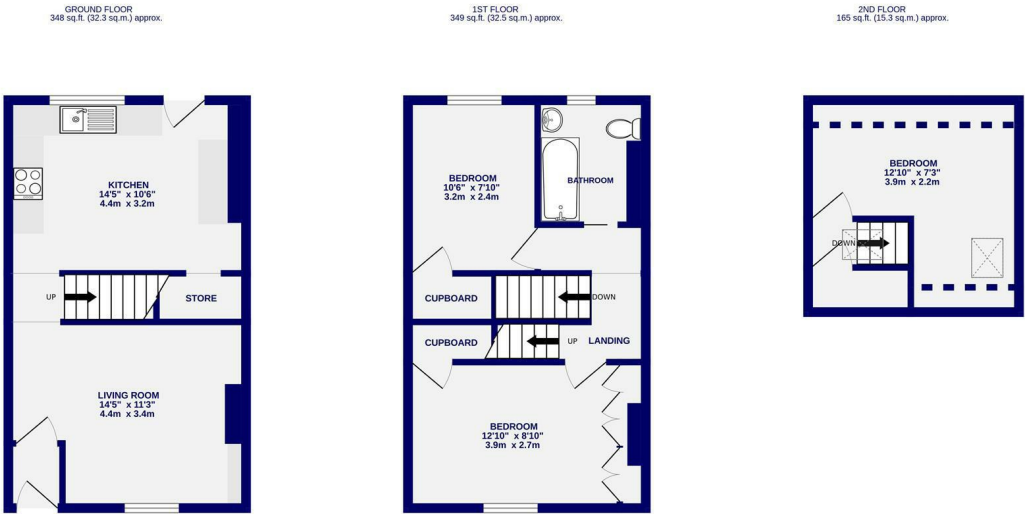 GROUND FLOOR
348 sq.ft. (32.3 sq.m.) approx.
1ST FLOOR
349 sq.ft. (32.5 sq.m.) approx.
2ND FLOOR
165 sq.ft. (15.3 sq.m.) approx.
KITCHEN
14'5" x 10'6"
4.4m x 3.2m
UP
STORE
LIVING ROOM
14'5" x 11'3"
4.4m x 3.4m
BEDROOM
10'6" x 7'10"
3.2m x 2.4m
BATHROOM
CUPBOARD
DOWN
CUPBOARD
UP
LANDING
BEDROOM
12'10" x 8'10"
3.9m x 2.7m
BEDROOM
12'10" x 7'3"
3.9m x 2.2m
DOWN